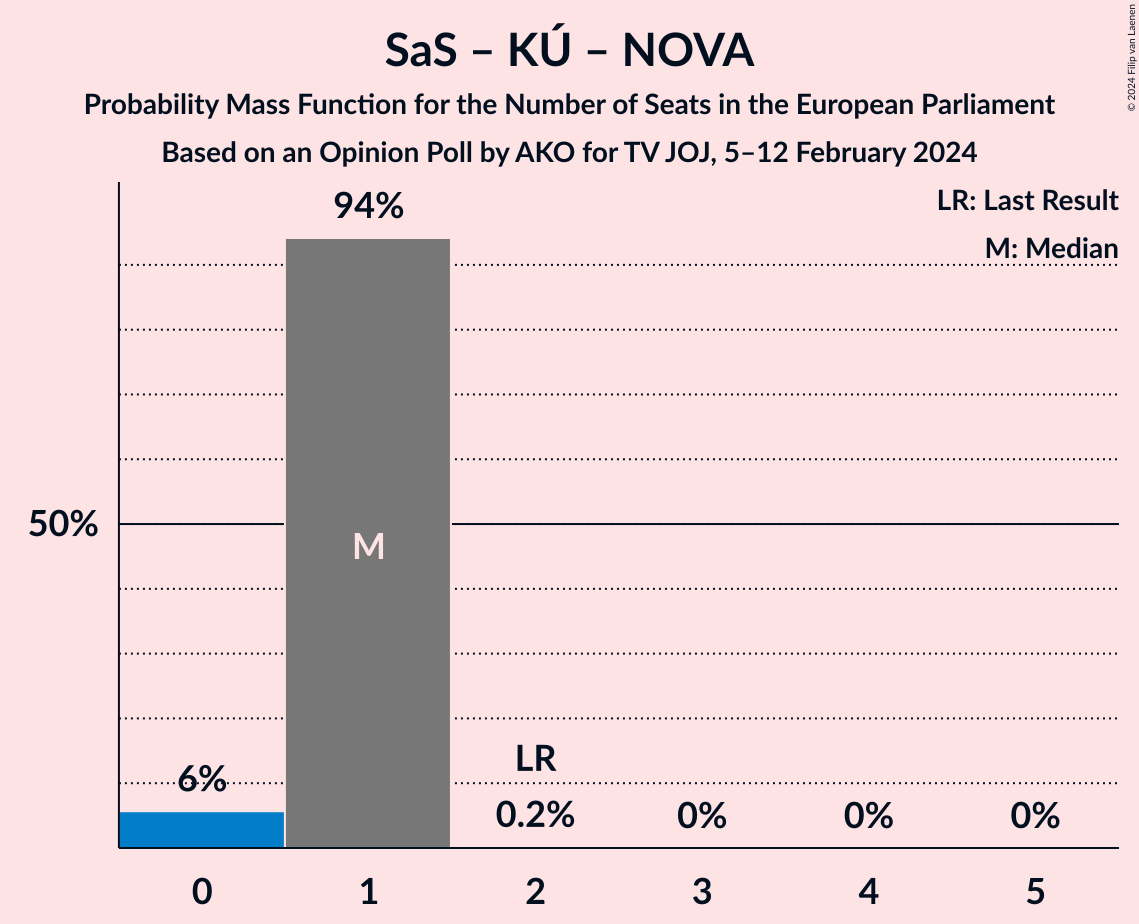 SaS – KÚ – NOVA
Probability Mass Function for the Number of Seats in the European Parliament
Based on an Opinion Poll by AKO for TV JOJ, 5–12 February 2024
© 2024 Filip van Laenen
LR: Last Result
M: Median
94%
50%
M
6%
LR
0.2%
0%
0%
0%
0
1
2
3
4
5